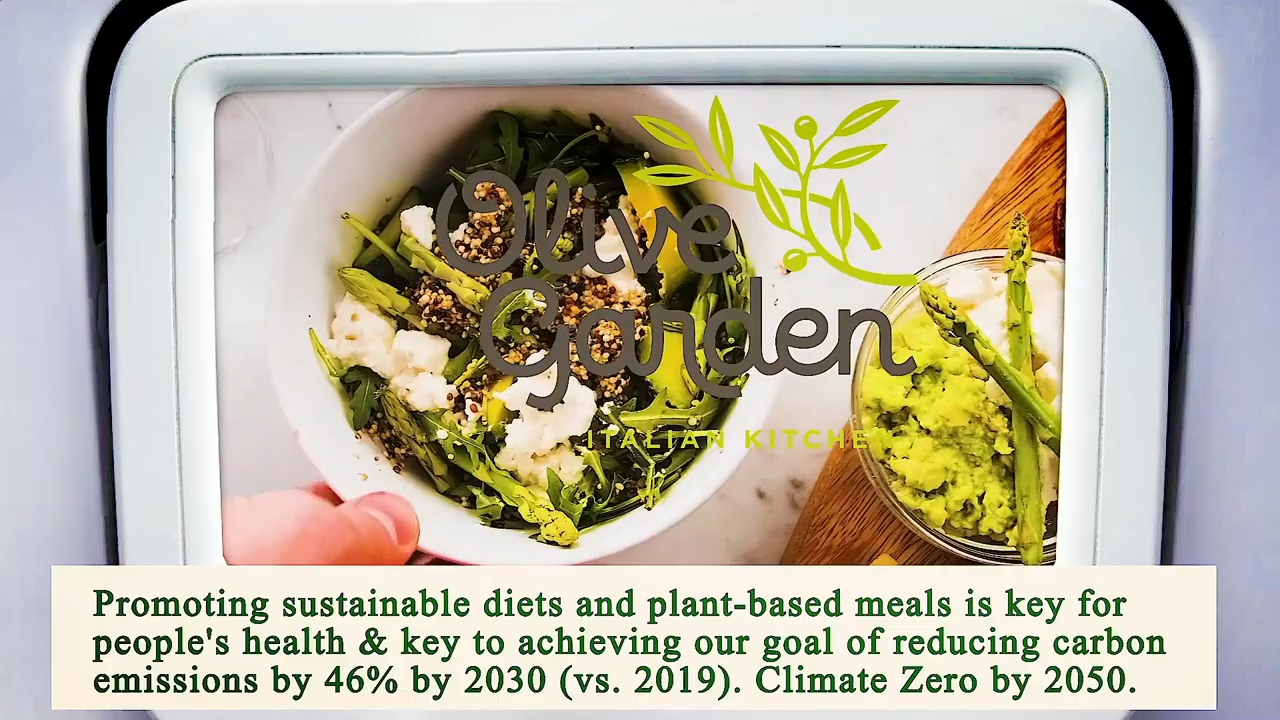 Olive
Garden
ITALIAN KITCHEN
Promoting sustainable diets and plant-based meals is key for
people's health & key to achieving our goal of reducing carbon
emissions by 46% by 2030 (vs. 2019). Climate Zero by 2050.